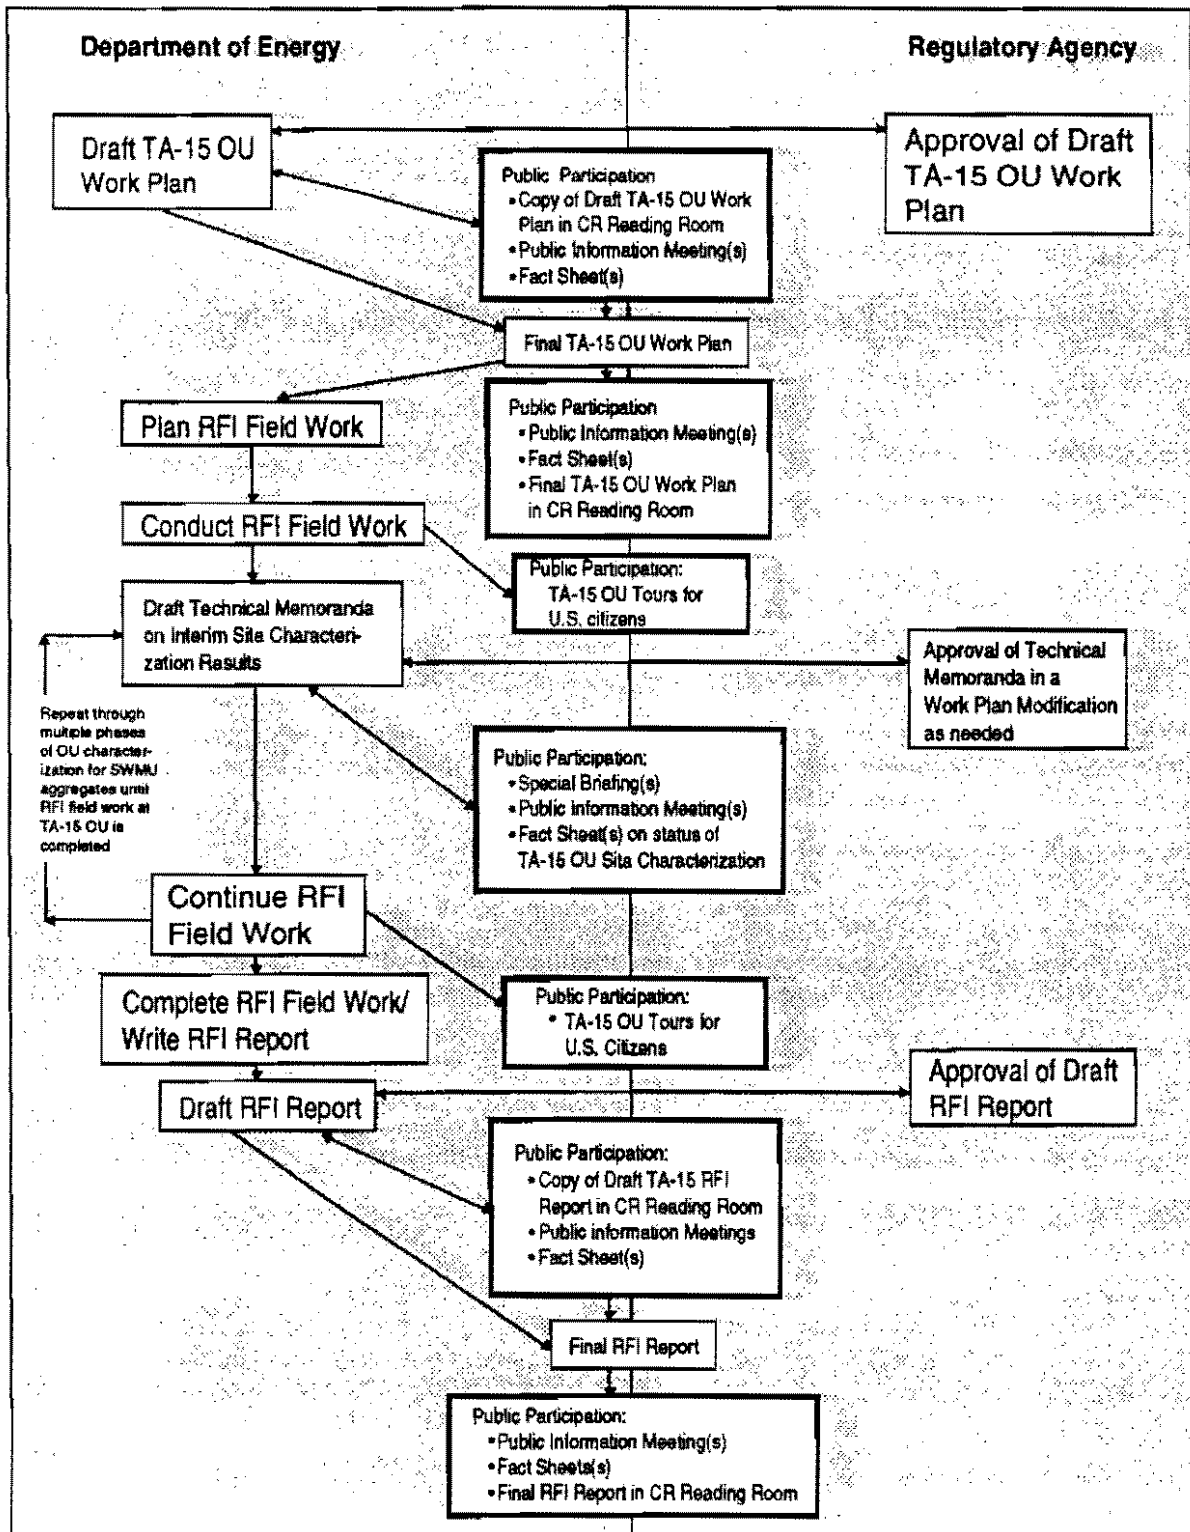 Department of Energy
Regulatory Agency
Draft TA-15 OU
Work Plan
Approval of Draft
TA-15 OU Work
Plan
Public Participation
• Copy of Draft TA-15 OU Work
Plan in CR Reading Room
• Public Information Meeting(s)
• Fact Sheet(s)
Final TA-15 OU Work Plan
Plan RFI Field Work
Public Participation
• Public Information Meeting(s)
• Fact Sheet(s)
• Final TA-15 OU Work Plan
in CR Reading Room
Conduct RFI Field Work
Public Participation:
TA-15 OU Tours for
U.S. citizens
Draft Technical Memoranda
on Interim Site Characteri-
zation Results
Approval of Technical
Memoranda in a
Work Plan Modification
as needed
Repeat through
multiple phases
of OU character-
ization for SWMU
aggregates until
RFI field work at
TA-15 OU is
completed
Public Participation:
• Special Briefing(s)
• Public Information Meeting(s)
• Fact Sheet(s) on status of
TA-15 OU Site Characterization
Continue RFI
Field Work
Complete RFI Field Work/
Write RFI Report
Public Participation:
• TA-15 OU Tours for
U.S. Citizens
Draft RFI Report
Approval of Draft
RFI Report
Public Participation:
• Copy of Draft TA-15 RFI
Report in CR Reading Room
• Public information Meetings
• Fact Sheet(s)
Final RFI Report
Public Participation:
• Public Information Meeting(s)
• Fact Sheets(s)
• Final RFI Report in CR Reading Room